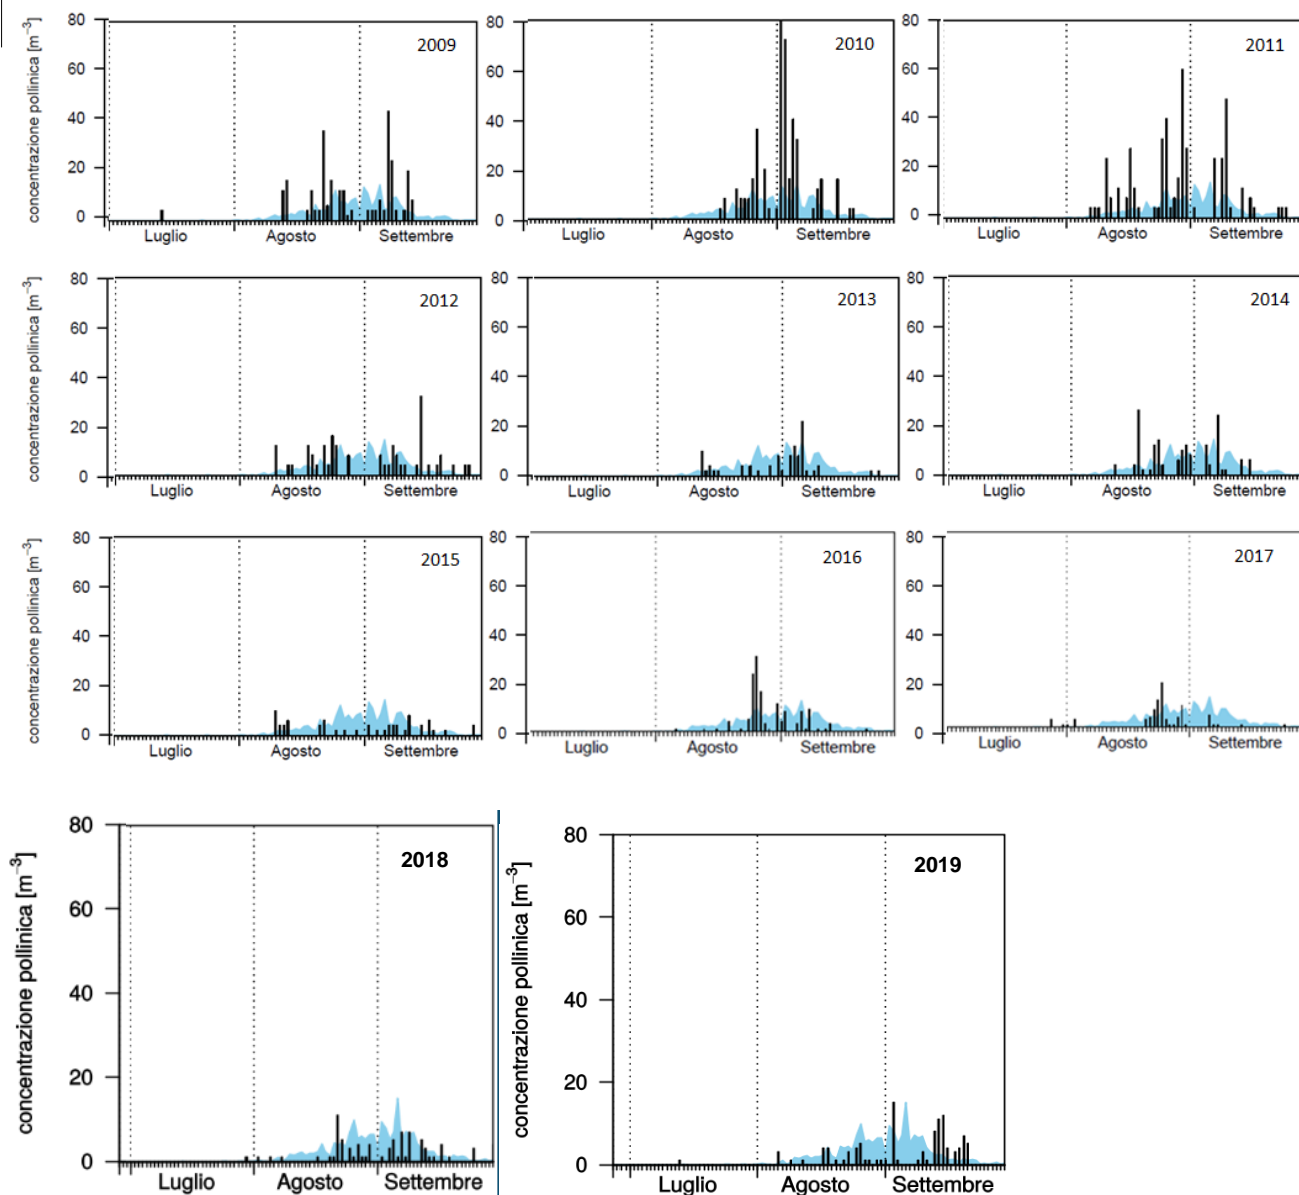 concentrazione pollinica [m⁻³]
80
60
40
20
0
2009
Luglio
Agosto
Settembre
80
60
40
20
0
2010
Luglio
Agosto
Settembre
80
60
40
20
0
2011
Luglio
Agosto
Settembre
concentrazione pollinica [m⁻³]
80
60
40
20
0
2012
Luglio
Agosto
Settembre
80
60
40
20
0
2013
Luglio
Agosto
Settembre
80
60
40
20
0
2014
Luglio
Agosto
Settembre
concentrazione pollinica [m⁻³]
80
60
40
20
0
2015
Luglio
Agosto
Settembre
80
60
40
20
0
2016
Luglio
Agosto
Settembre
80
60
40
20
0
2017
Luglio
Agosto
Settembre
concentrazione pollinica [m⁻³]
80
60
40
20
0
2018
Luglio
Agosto
Settembre
concentrazione pollinica [m⁻³]
80
60
40
20
0
2019
Luglio
Agosto
Settembre